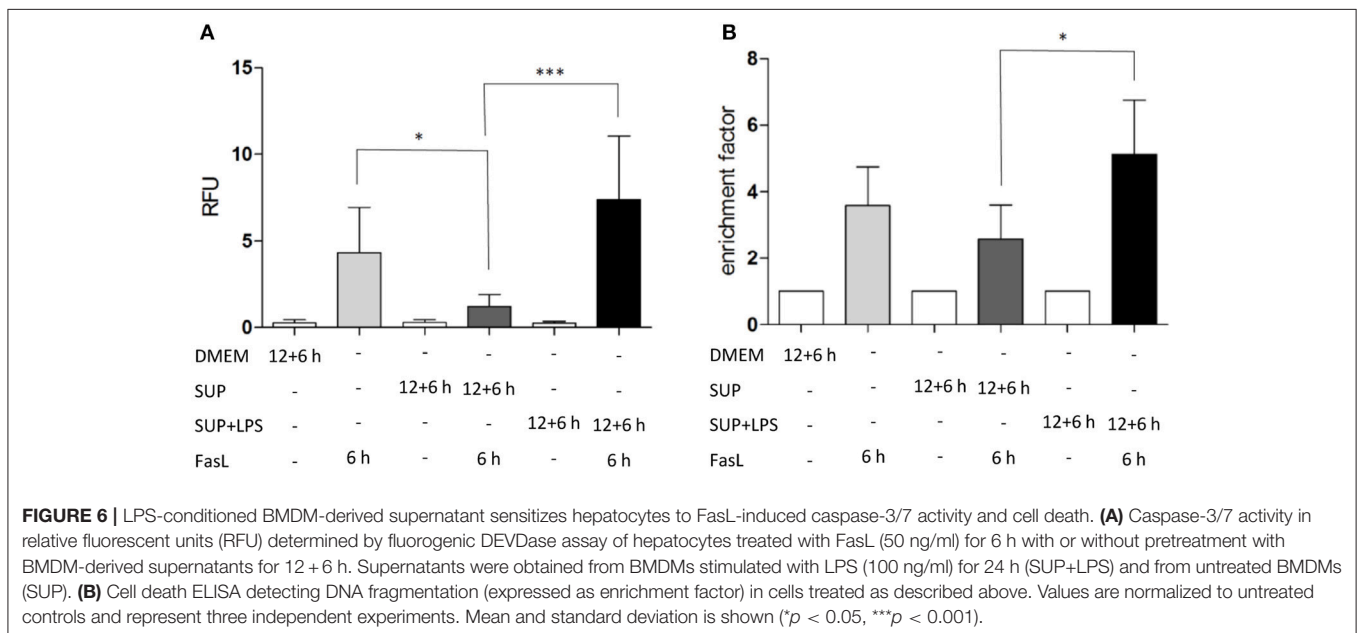 A
15
***
*
10
RFU
5
0
DMEM 12+6 h - - - - -
SUP - - 12+6 h 12+6 h - -
SUP+LPS - - - - 12+6 h 12+6 h
FasL - 6 h - 6 h - 6 h
B
*
8
6
enrichment factor
4
2
0
DMEM 12+6 h - - - - -
SUP - - 12+6 h 12+6 h - -
SUP+LPS - - - - 12+6 h 12+6 h
FasL - 6 h - 6 h - 6 h
FIGURE 6 | LPS-conditioned BMDM-derived supernatant sensitizes hepatocytes to FasL-induced caspase-3/7 activity and cell death. (A) Caspase-3/7 activity in
relative fluorescent units (RFU) determined by fluorogenic DEVDase assay of hepatocytes treated with FasL (50 ng/ml) for 6 h with or without pretreatment with
BMDM-derived supernatants for 12 + 6 h. Supernatants were obtained from BMDMs stimulated with LPS (100 ng/ml) for 24 h (SUP+LPS) and from untreated BMDMs
(SUP). (B) Cell death ELISA detecting DNA fragmentation (expressed as enrichment factor) in cells treated as described above. Values are normalized to untreated
controls and represent three independent experiments. Mean and standard deviation is shown (*p < 0.05, ***p < 0.001).